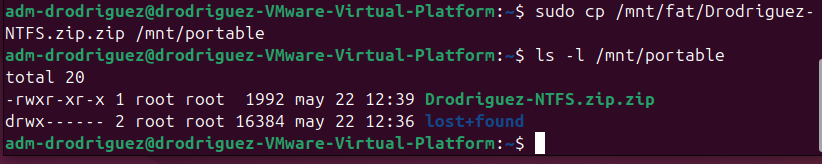 adm-drodriguez@drodriguez-VMware-Virtual-Platform:~$ sudo cp /mnt/fat/Drodriguez-
NTFS.zip.zip /mnt/portable
adm-drodriguez@drodriguez-VMware-Virtual-Platform:~$ ls -l /mnt/portable
total 20
-rwxr-xr-x 1 root root  1992 may 22 12:39 Drodriguez-NTFS.zip.zip
drwx------ 2 root root 16384 may 22 12:36 lost+found
adm-drodriguez@drodriguez-VMware-Virtual-Platform:~$